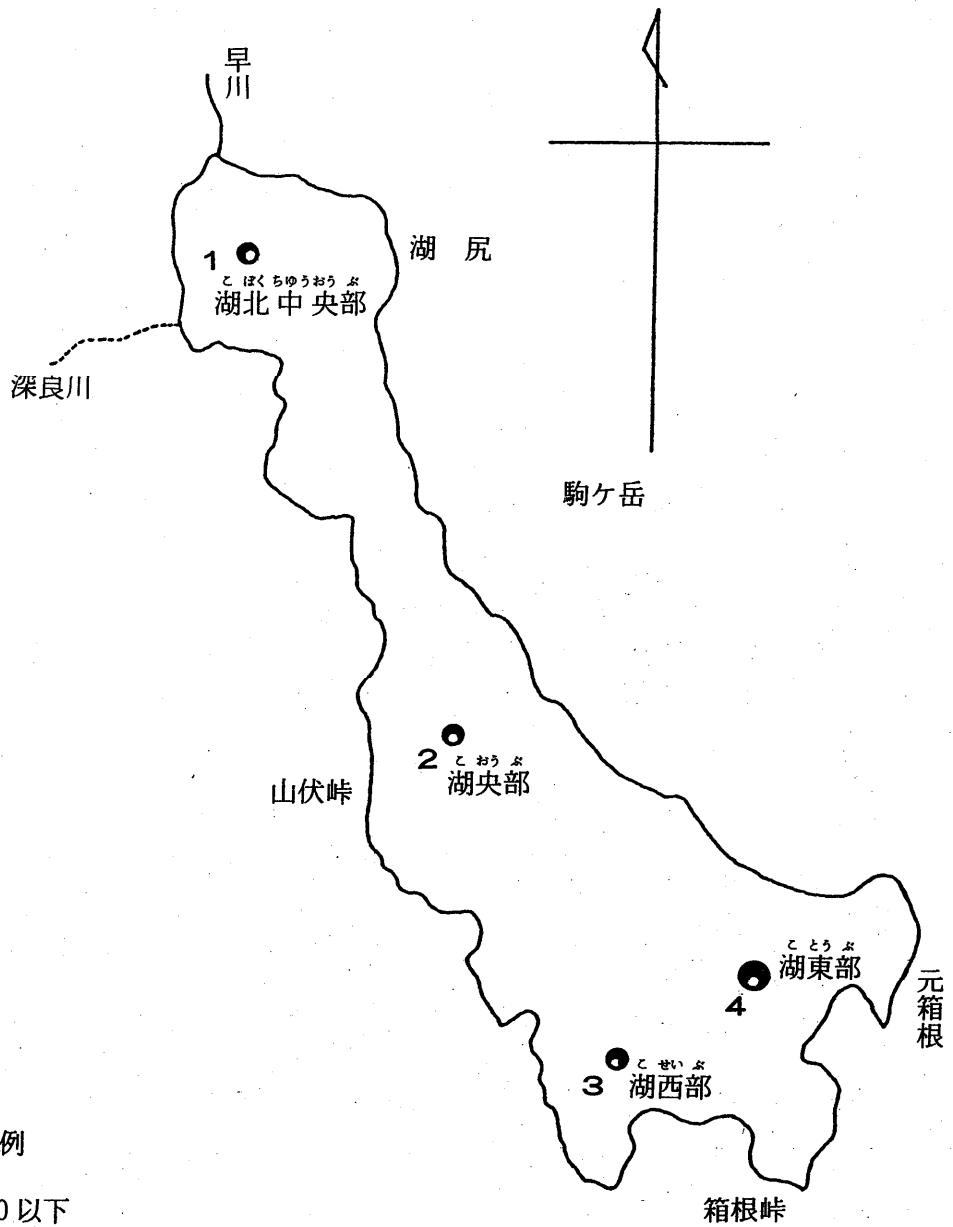 早川
湖尻
1
こほくちゆうおうぶ
湖北中央部
深良川
駒ケ岳
2
こおうぶ
湖央部
山伏峠
ことうぶ
湖東部
4
元箱根
こせいぶ
3 湖西部
例
0以下
箱根峠